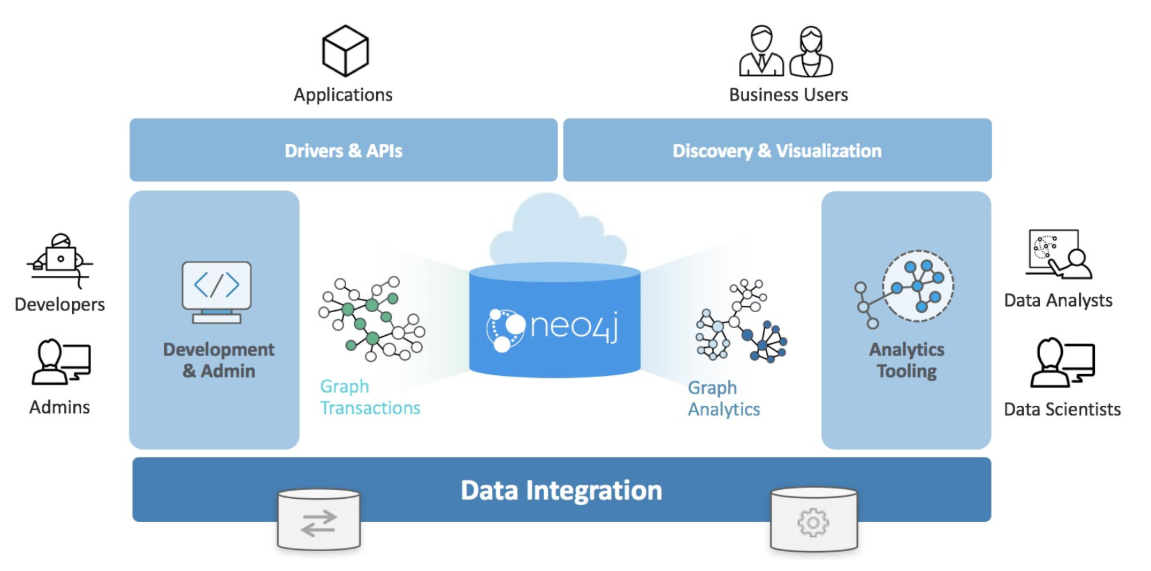 Applications
Business Users
Drivers & APIs
Discovery & Visualization
Developers
Admins
Development
& Admin
</>
Graph
Transactions
neo4j
Graph
Analytics
Analytics
Tooling
Data Analysts
Data Scientists
Data Integration